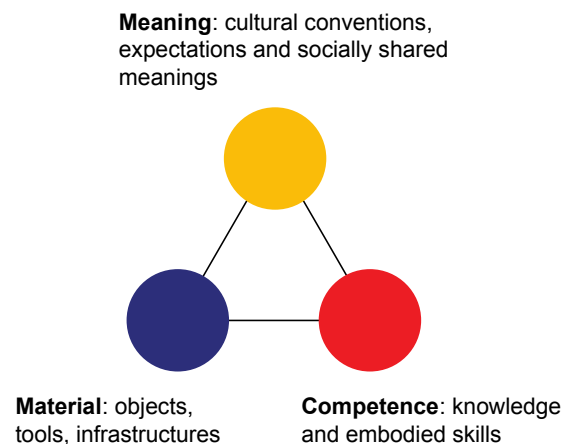 Meaning: cultural conventions,
expectations and socially shared
meanings
Material: objects,
tools, infrastructures
Competence: knowledge
and embodied skills